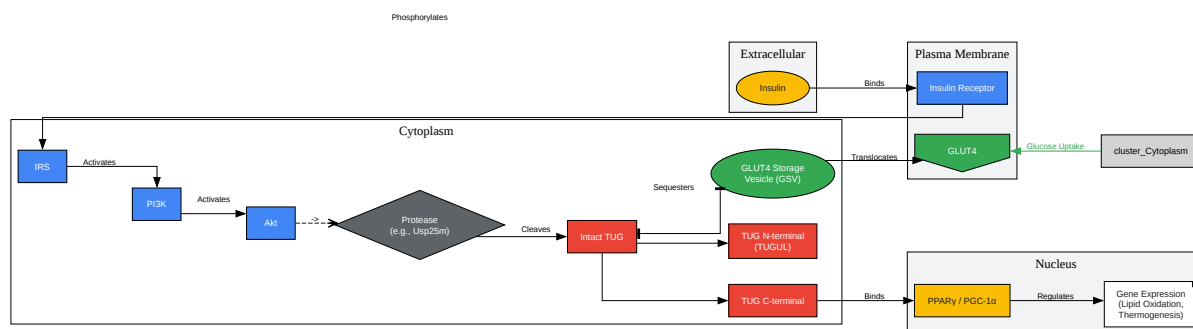 Phosphorylates
Extracellular
Plasma Membrane
Insulin
Binds
Insulin Receptor
Cytoplasm
IRS
Activates
PI3K
Activates
Akt
->
Protease
(e.g., Usp25m)
Cleaves
Intact TUG
Sequesters
GLUT4 Storage
Vesicle (GSV)
Translocates
GLUT4
Glucose Uptake
cluster_Cytoplasm
TUG N-terminal
(TUGUL)
TUG C-terminal
Binds
Nucleus
PPARγ / PGC-1α
Regulates
Gene Expression
(Lipid Oxidation,
Thermogenesis)